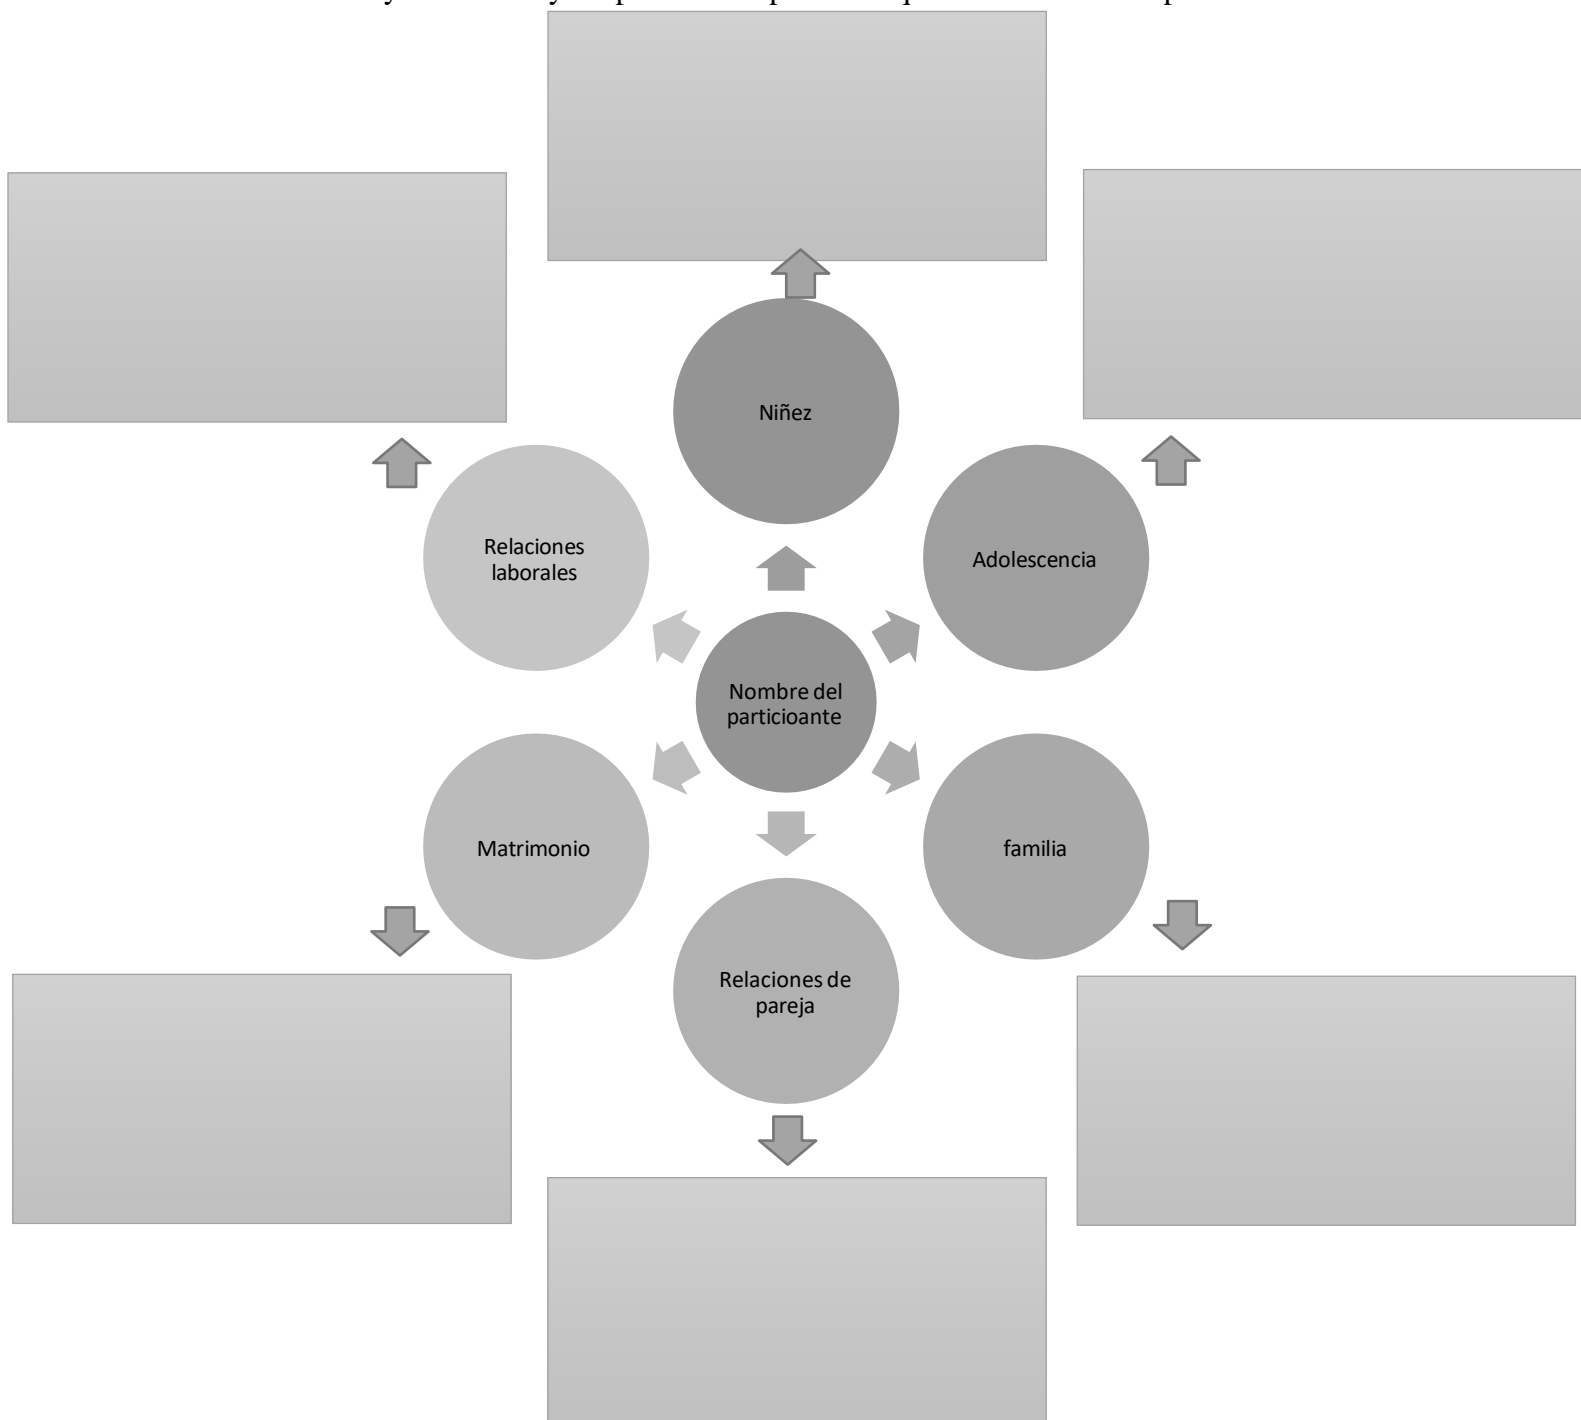 Niñez
Relaciones
laborales
Adolescencia
Nombre del
particioante
Matrimonio
familia
Relaciones de
pareja